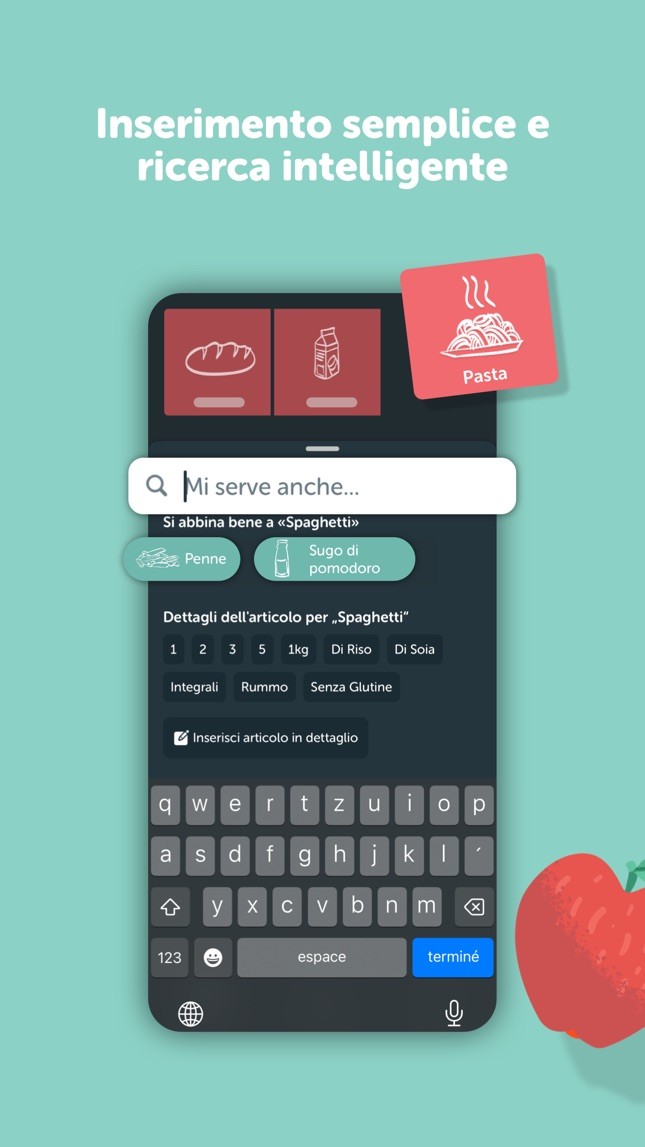 Inserimento semplice e
ricerca intelligente
Pasta
Mi serve anche...
Si abbina bene a «Spaghetti»
Penne
Sugo di
pomodoro
Dettagli dell'articolo per „Spaghetti“
1 2 3 5 1kg Di Riso Di Soia
Integrali Rummo Senza Glutine
Inserisci articolo in dettaglio
q w e r t z u i o p
a s d f g h j k l ´
y x c v b n m
123 espace terminé